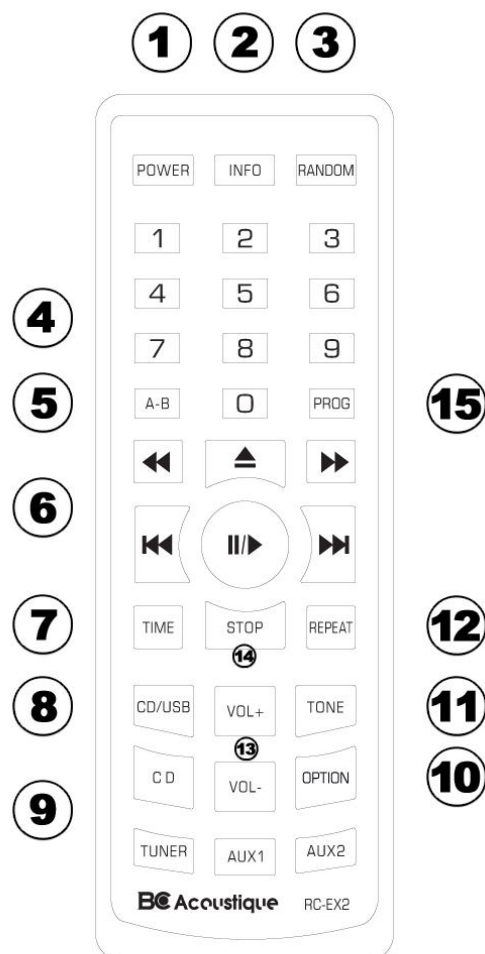 1 2 3
POWER INFO RANDOM
1 2 3
4 5 6
4
7 8 9
5 A-B 0 PROG 15
6
7 TIME STOP REPEAT 12
14
8 CD/USB VOL+ TONE 11
13
CD VOL- OPTION 10
9
TUNER AUX1 AUX2
BC Acoustique RC-EX2